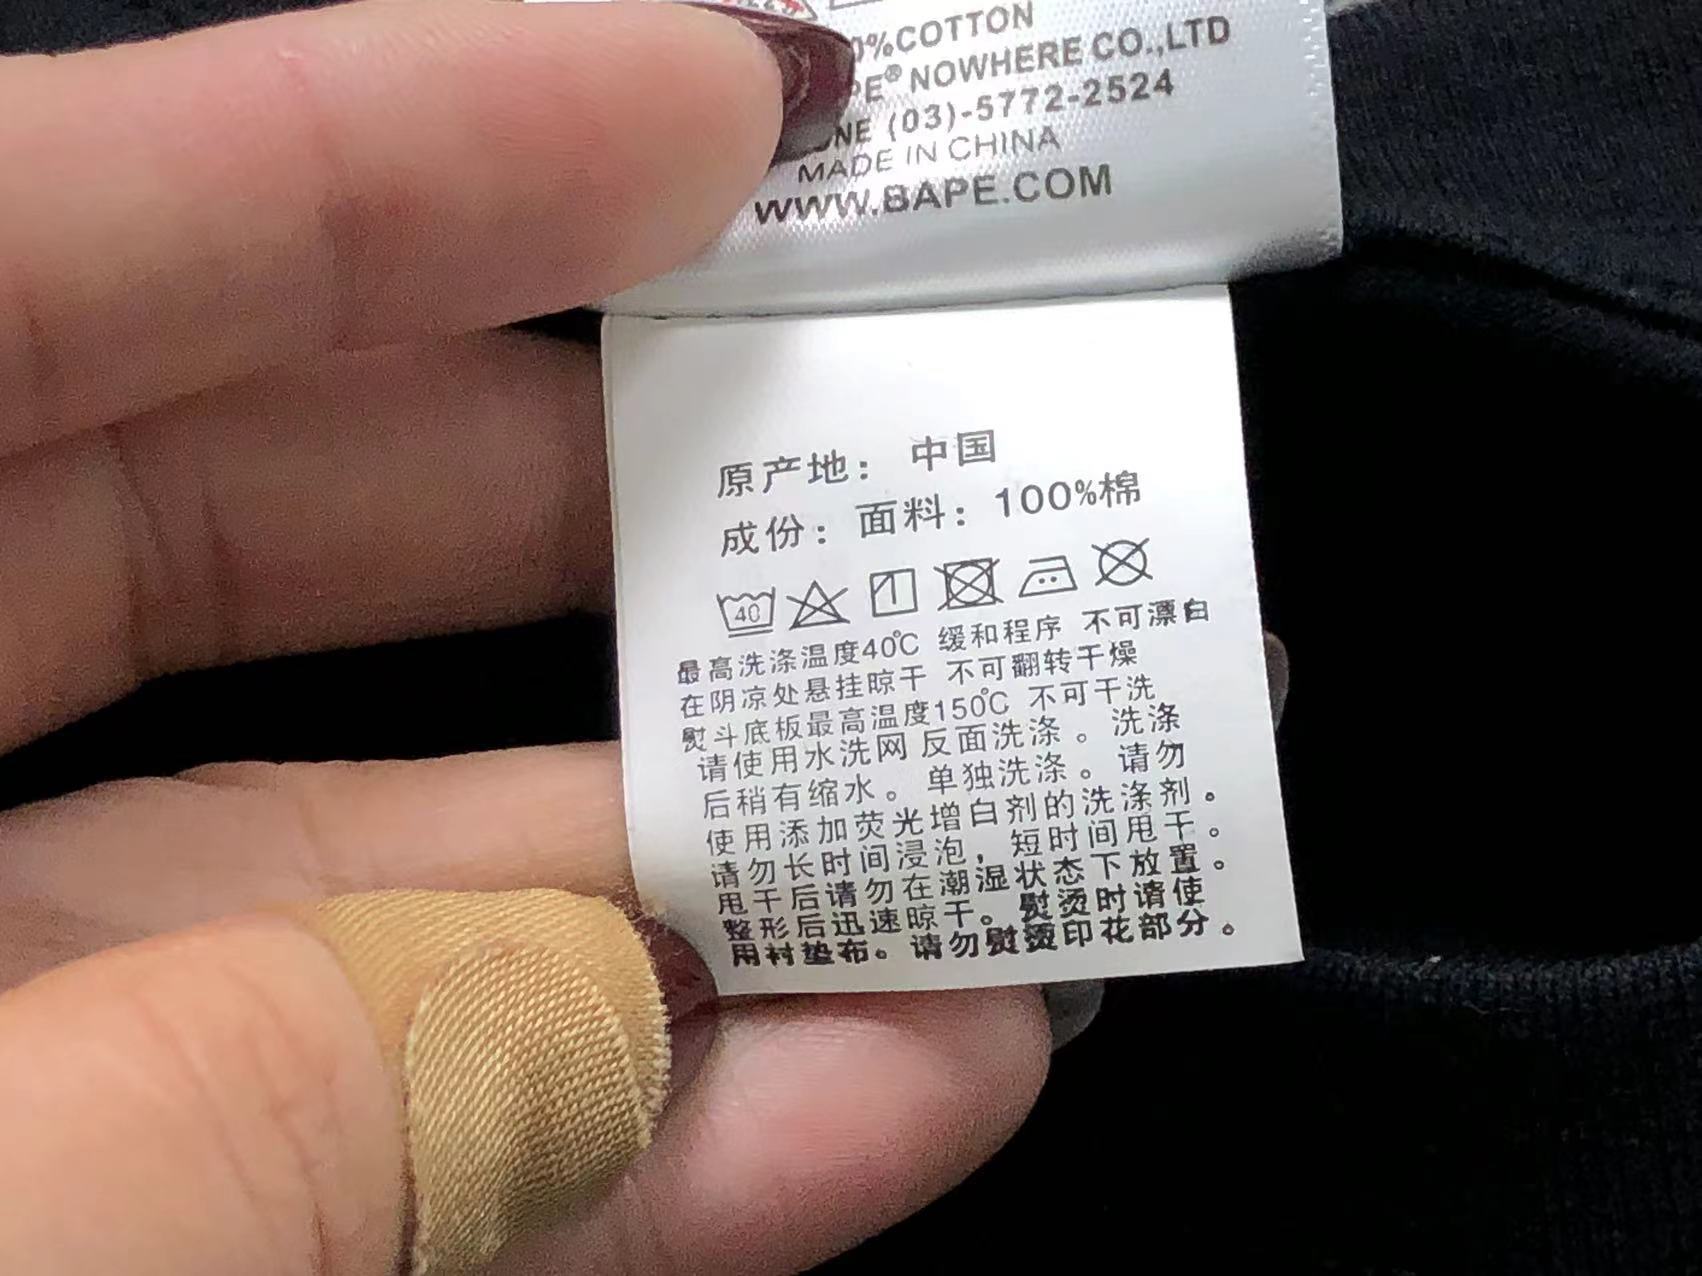 0%COTTON
PE® NOWHERE CO.,LTD
NE (03)-5772-2524
MADE IN CHINA
WWW.BAPE.COM
原产地： 中国
成份： 面料： 100%棉
40
最高洗涤温度40℃ 缓和程序 不可漂白
在阴凉处悬挂晾干 不可翻转干燥
熨斗底板最高温度150℃ 不可干洗
请使用水洗网 反面洗涤。 洗涤
后稍有缩水。 单独洗涤。 请勿
使用添加荧光增白剂的洗涤剂。
请勿长时间浸泡，短时间甩干。
甩干后请勿在潮湿状态下放置。
整形后迅速晾干。熨烫时请使
用衬垫布。请勿熨烫印花部分。